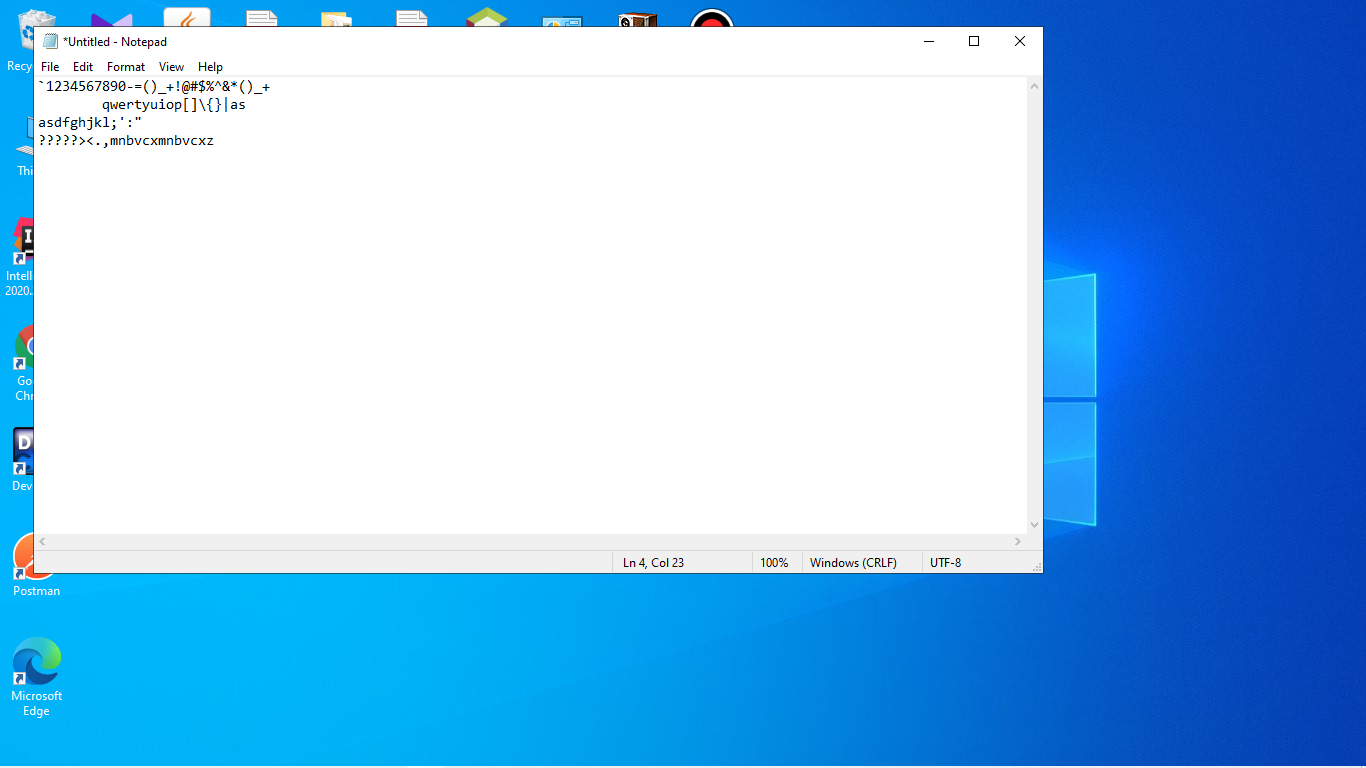 *Untitled - Notepad
File Edit Format View Help
`1234567890-=()_+!@#$%^&*()_+
qwertyuiop[]\{}|as
asdfghjkl;':"
?????><.,mnbvcxmnbvcxz
Ln 4, Col 23 100% Windows (CRLF) UTF-8
Recy
Thi
Intell
2020..
Go
Chr
Dev
Postman
Microsoft
Edge